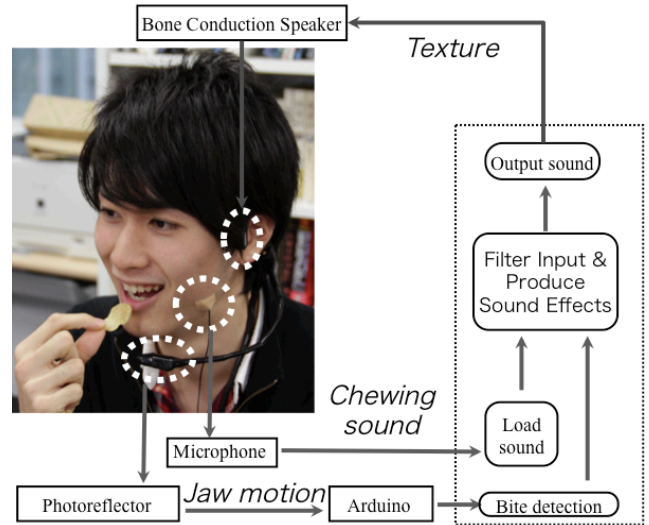 Bone Conduction Speaker
Texture
Output sound
Filter Input &
Produce
Sound Effects
Chewing
sound
Load
sound
Microphone
Photoreflector
Jaw motion
Arduino
Bite detection